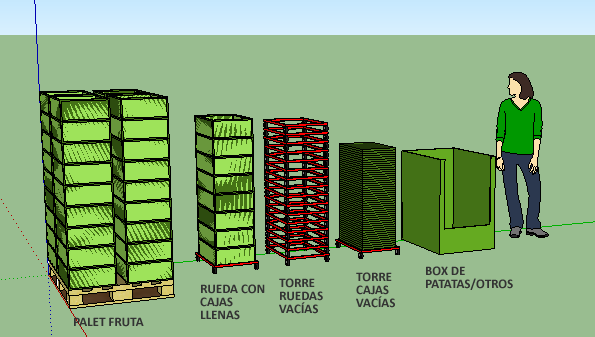 PALET FRUTA
RUEDA CON
CAJAS
LLENAS
TORRE
RUEDAS
VACÍAS
TORRE
CAJAS
VACÍAS
BOX DE
PATATAS/OTROS